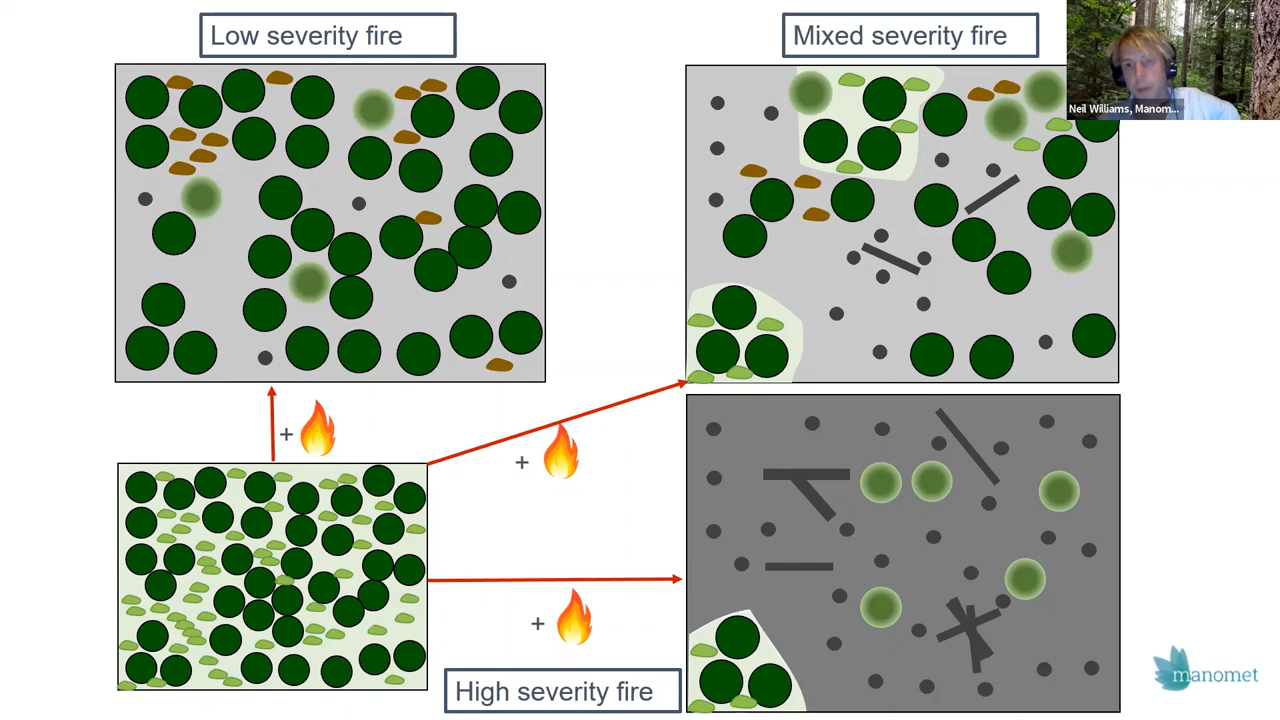 Low severity fire
Mixed severity fire
Neil Williams, Manom...
+
+
+
High severity fire
manomet